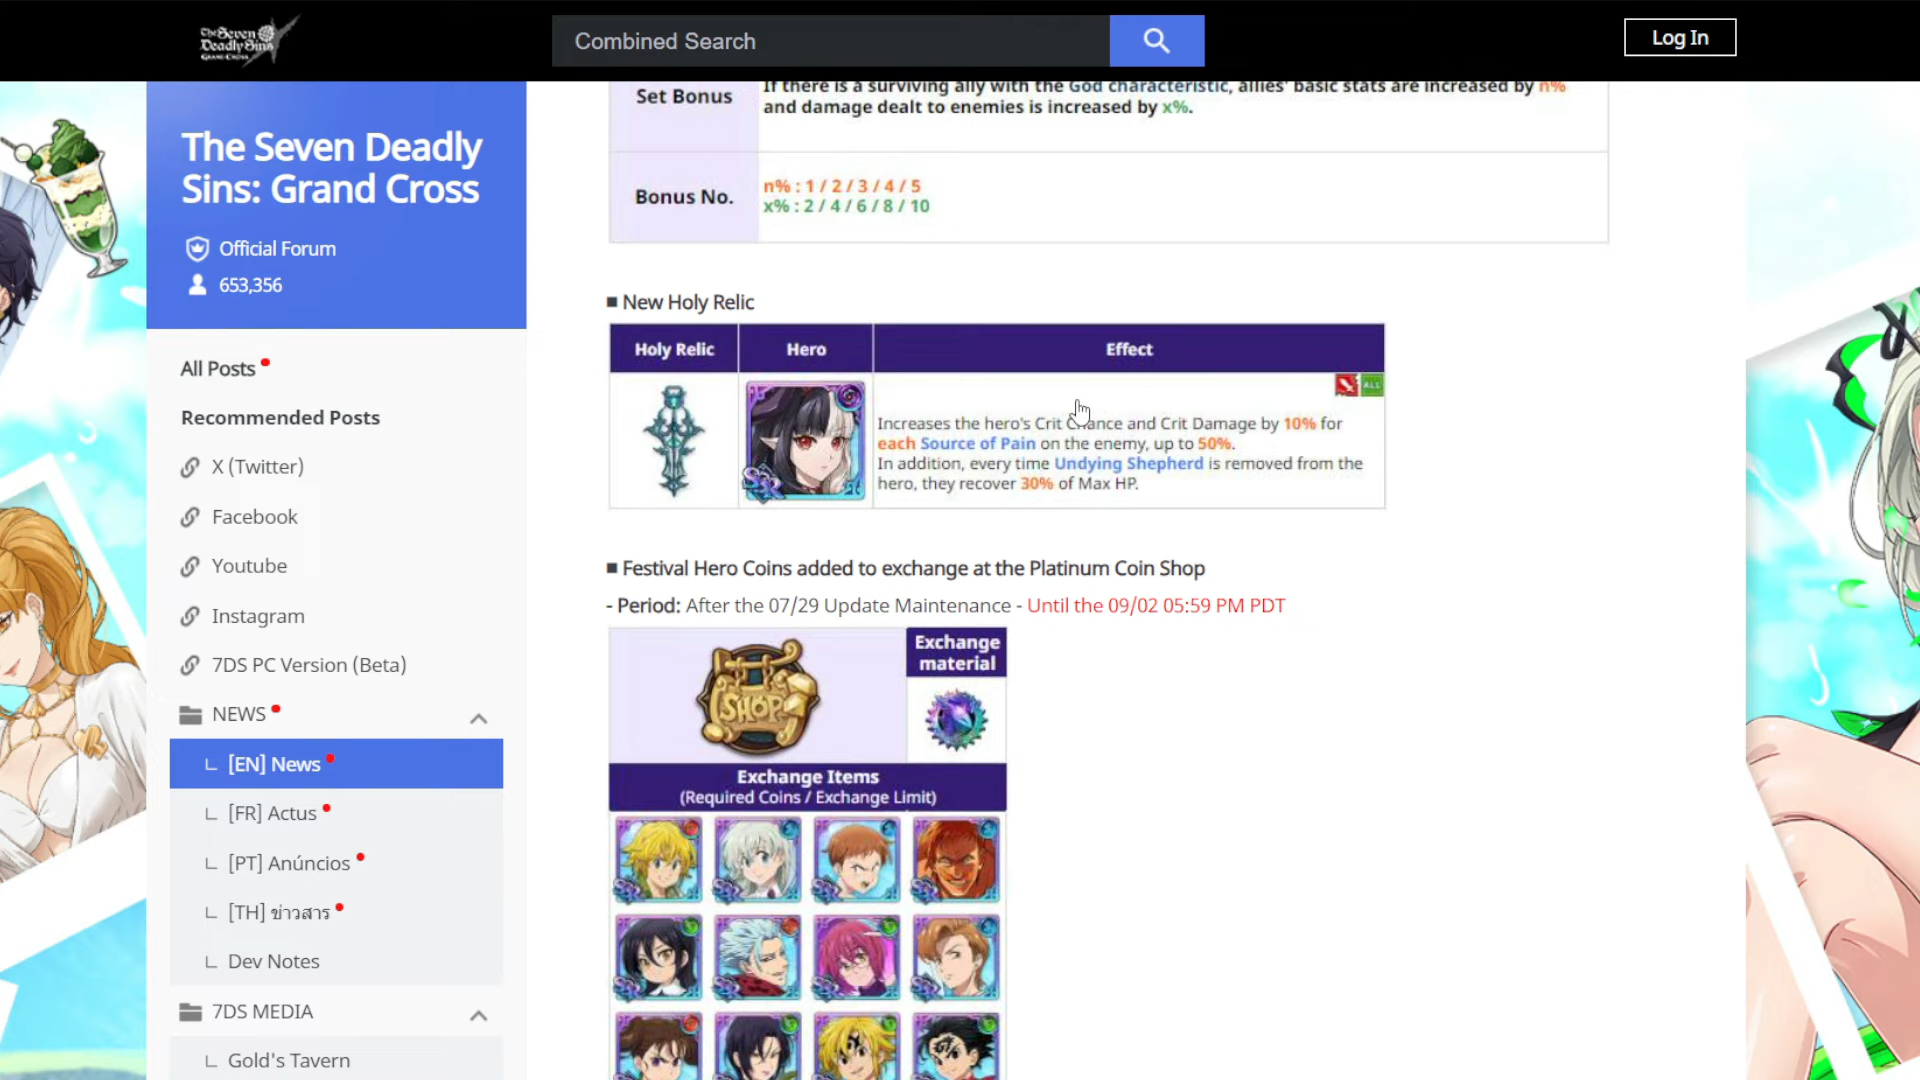 The Seven
Deadly Sins
GRAND CROSS
Combined Search
Log In
The Seven Deadly
Sins: Grand Cross
Official Forum
653,356
All Posts
Recommended Posts
X (Twitter)
Facebook
Youtube
Instagram
7DS PC Version (Beta)
NEWS
[EN] News
[FR] Actus
[PT] Anúncios
[TH] ข่าวสาร
Dev Notes
7DS MEDIA
Gold's Tavern
Set Bonus
If there is a surviving ally with the God characteristic, allies' basic stats are increased by n%
and damage dealt to enemies is increased by x%.
Bonus No.
n% : 1 / 2 / 3 / 4 / 5
x% : 2 / 4 / 6 / 8 / 10
■ New Holy Relic
Holy Relic Hero Effect
ALL
SR
Increases the hero's Crit Chance and Crit Damage by 10% for
each Source of Pain on the enemy, up to 50%.
In addition, every time Undying Shepherd is removed from the
hero, they recover 30% of Max HP.
■ Festival Hero Coins added to exchange at the Platinum Coin Shop
- Period: After the 07/29 Update Maintenance - Until the 09/02 05:59 PM PDT
SHOP
Exchange
material
Exchange Items
(Required Coins / Exchange Limit)